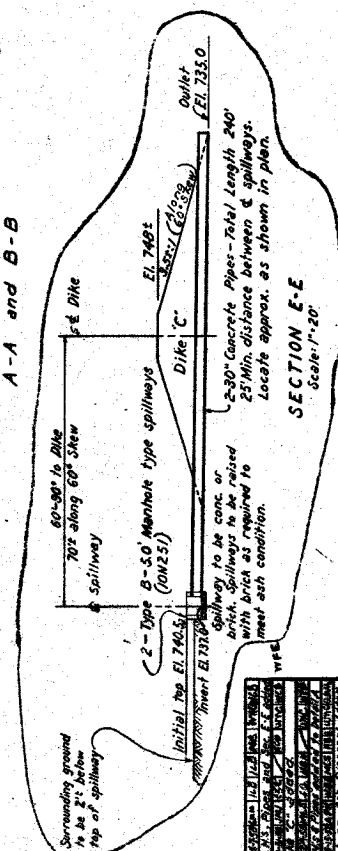 A-A and B-B
60'-90° to Dike
70'± along 60° Skew
℄ Spillway
℄ Dike
2-Type B-5.0' Manhole type spillways
(10N251)
Surrounding ground
to be 2'± below
top of spillway
Initial top El. 740.5
Invert El. 737.0
El. 748±
3.5±:1 (Along
60° Skew)
Dike "C"
Outlet
El. 735.0
Spillway to be conc. or
brick. Spillways to be raised
with brick as required to
meet ash condition.
2-30" Concrete Pipes-Total Length 240'
25' Min. distance between ℄ spillways.
Locate approx. as shown in plan.
SECTION E-E
Scale: 1"=20'
WFE